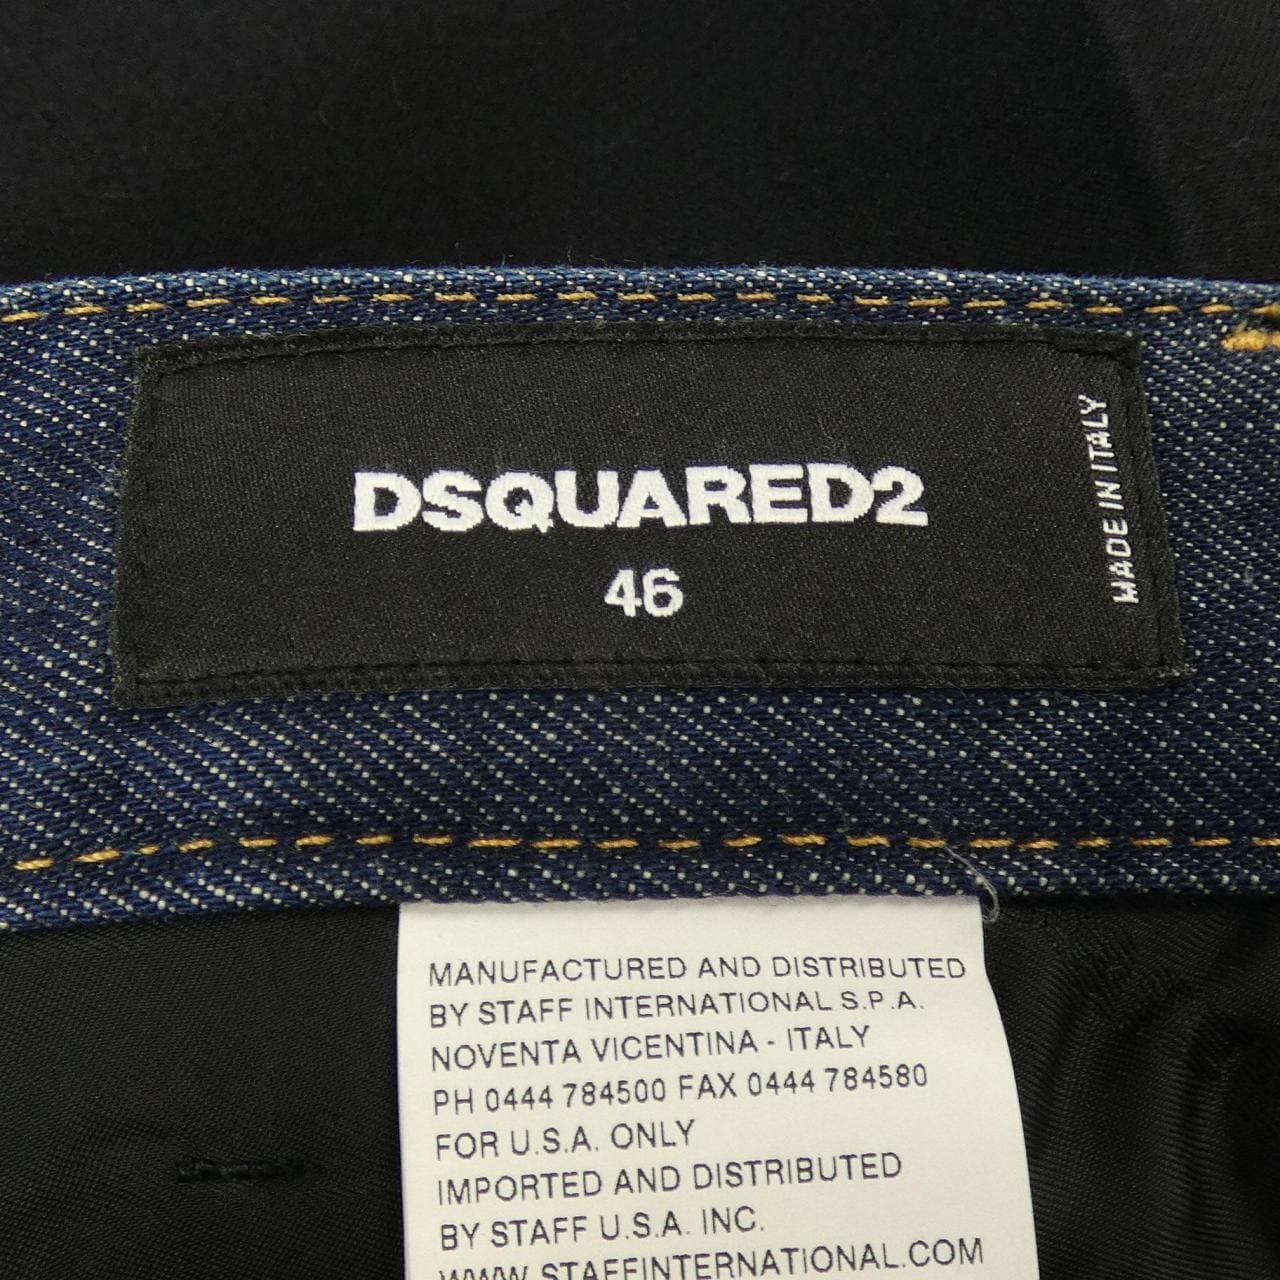 DSQUARED2
46
MADE IN ITALY
MANUFACTURED AND DISTRIBUTED
BY STAFF INTERNATIONAL S.P.A.
NOVENTA VICENTINA - ITALY
PH 0444 784500 FAX 0444 784580
FOR U.S.A. ONLY
IMPORTED AND DISTRIBUTED
BY STAFF U.S.A. INC.
WWW.STAFFINTERNATIONAL.COM